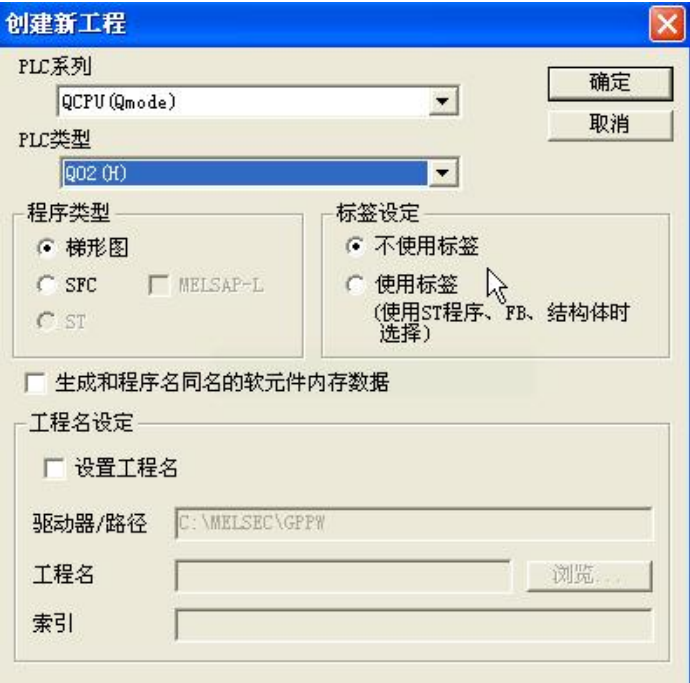 创建新工程
PLC系列
QCPU(Qmode)
确定
取消
PLC类型
Q02(H)
程序类型
梯形图
SFC
MELSAP-L
ST
标签设定
不使用标签
使用标签
(使用ST程序、FB、结构体时
选择)
生成和程序名同名的软元件内存数据
工程名设定
设置工程名
驱动器/路径
C:\MELSEC\GPPW
工程名
浏览...
索引